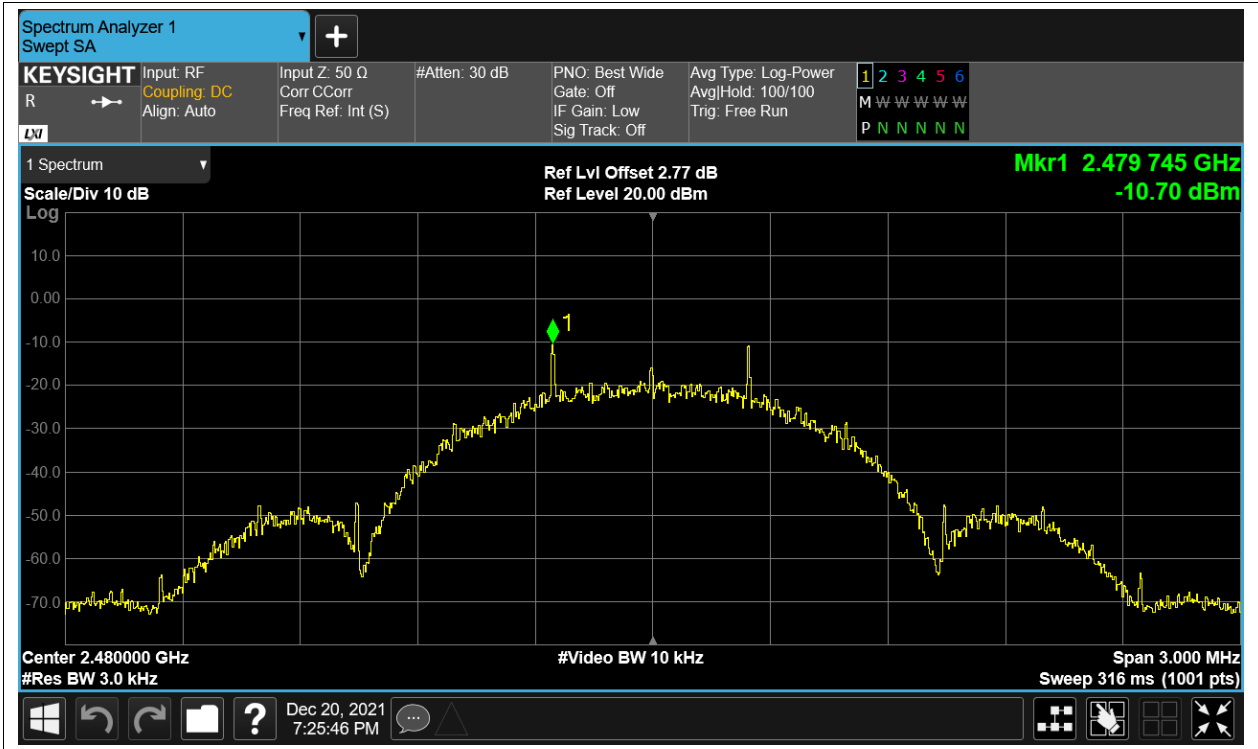 Spectrum Analyzer 1
Swept SA
KEYSIGHT
R
LXI
Input: RF
Coupling: DC
Align: Auto
Input Z: 50 Ω
Corr CCorr
Freq Ref: Int (S)
#Atten: 30 dB
PNO: Best Wide
Gate: Off
IF Gain: Low
Sig Track: Off
Avg Type: Log-Power
Avg|Hold: 100/100
Trig: Free Run
1 2 3 4 5 6
M W W W W W
P N N N N N
1 Spectrum
Scale/Div 10 dB
Log
Ref Lvl Offset 2.77 dB
Ref Level 20.00 dBm
Mkr1 2.479 745 GHz
-10.70 dBm
10.0
0.00
-10.0
-20.0
-30.0
-40.0
-50.0
-60.0
-70.0
1
Center 2.480000 GHz
#Res BW 3.0 kHz
#Video BW 10 kHz
Span 3.000 MHz
Sweep 316 ms (1001 pts)
?
Dec 20, 2021
7:25:46 PM